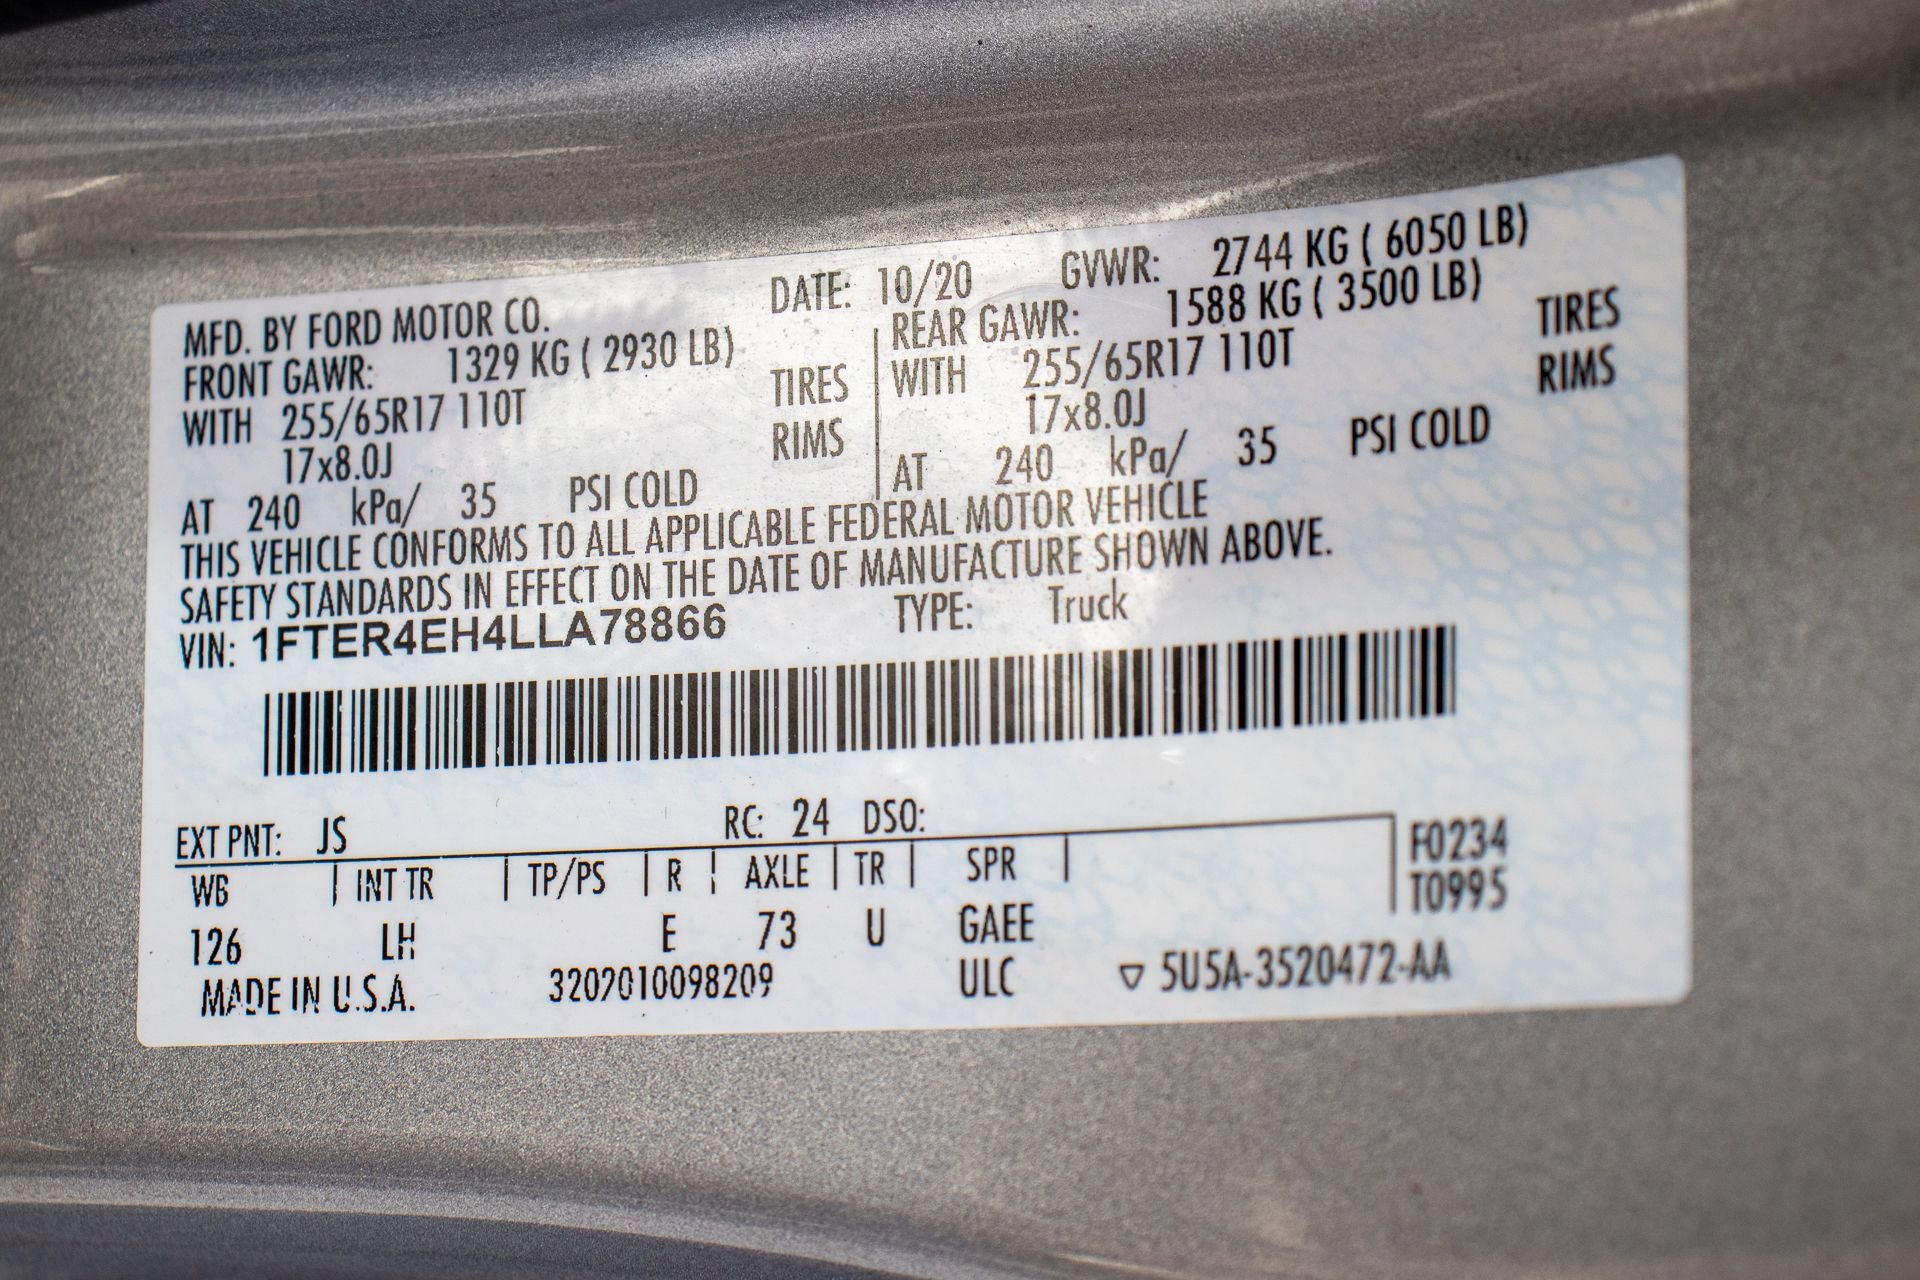 MFD. BY FORD MOTOR CO. DATE: 10/20 GVWR: 2744 KG ( 6050 LB)
FRONT GAWR: 1329 KG ( 2930 LB) REAR GAWR: 1588 KG ( 3500 LB)
WITH 255/65R17 110T TIRES WITH 255/65R17 110T TIRES
17x8.0J RIMS 17x8.0J RIMS
AT 240 kPa/ 35 PSI COLD AT 240 kPa/ 35 PSI COLD
THIS VEHICLE CONFORMS TO ALL APPLICABLE FEDERAL MOTOR VEHICLE
SAFETY STANDARDS IN EFFECT ON THE DATE OF MANUFACTURE SHOWN ABOVE.
VIN: 1FTER4EH4LLA78866 TYPE: Truck
EXT PNT: JS RC: 24 DSO:
WB INT TR TP/PS R AXLE TR SPR F0234
T0995
126 LH E 73 U GAEE
MADE IN U.S.A. 3202010098209 ULC ▽ 5U5A-3520472-AA